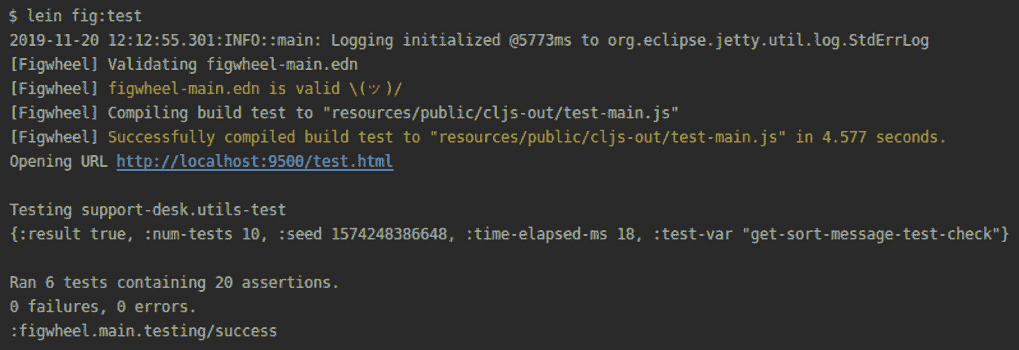 $ lein fig:test
2019-11-20 12:12:55.301:INFO::main: Logging initialized @5773ms to org.eclipse.jetty.util.log.StdErrLog
[Figwheel] Validating figwheel-main.edn
[Figwheel] figwheel-main.edn is valid \(ツ)/
[Figwheel] Compiling build test to "resources/public/cljs-out/test-main.js"
[Figwheel] Successfully compiled build test to "resources/public/cljs-out/test-main.js" in 4.577 seconds.
Opening URL http://localhost:9500/test.html
Testing support-desk.utils-test
{:result true, :num-tests 10, :seed 1574248386648, :time-elapsed-ms 18, :test-var "get-sort-message-test-check"}
Ran 6 tests containing 20 assertions.
0 failures, 0 errors.
:figwheel.main.testing/success